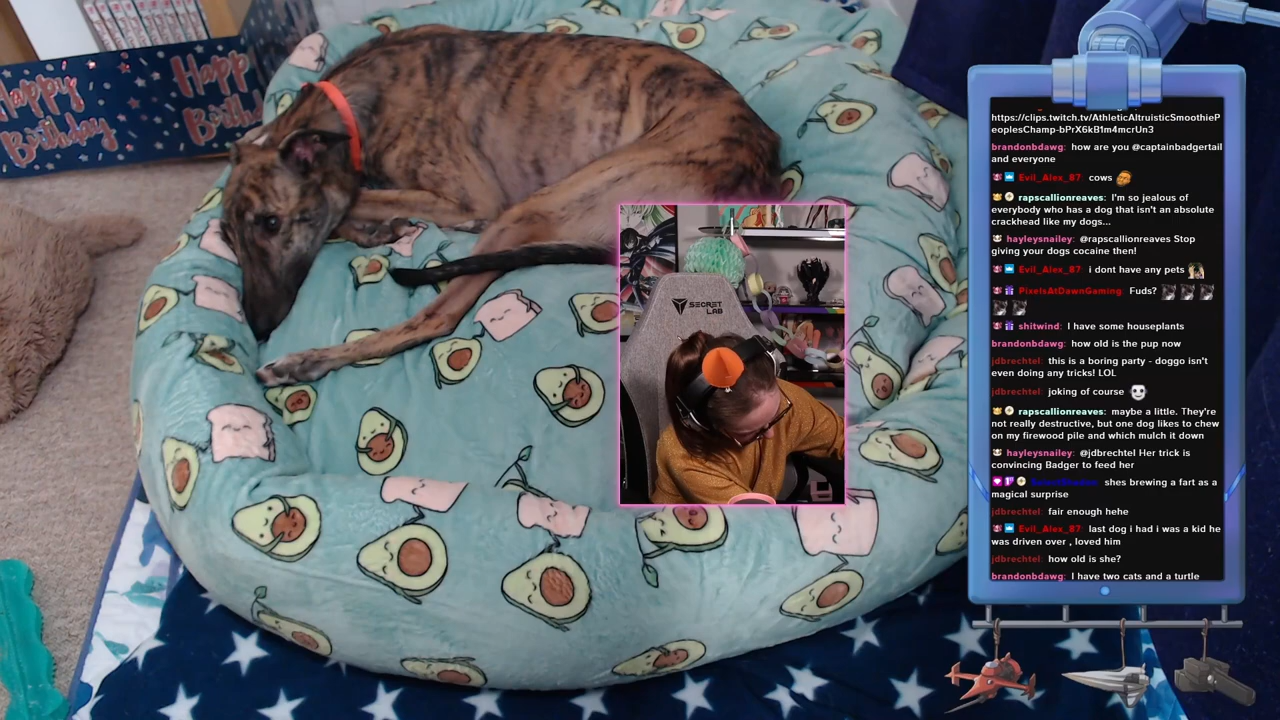 Happy
Birthday
Happy
Birthday
SECRET
LAB
https://clips.twitch.tv/AthleticAltruisticSmoothieP
eoplesChamp-bPrX6kB1m4mcrUn3
brandonbdawg: how are you @captainbadgertail
and everyone
Evil_Alex_87 cows
rapscallionreaves: I'm so jealous of
everybody who has a dog that isn't an absolute
crackhead like my dogs...
hayleysnailey: @rapscallionreaves Stop
giving your dogs cocaine then!
Evil_Alex_87 i dont have any pets
PixelsAtDawnGaming Fuds?
shitwind: I have some houseplants
brandonbdawg: how old is the pup now
jdbrechtel: this is a boring party - doggo isn't
even doing any tricks! LOL
jdbrechtel: joking of course
rapscallionreaves: maybe a little. They're
not really destructive, but one dog likes to chew
on my firewood pile and which mulch it down
hayleysnailey: @jdbrechtel Her trick is
convincing Badger to feed her
shes brewing a fart as a
magical surprise
jdbrechtel: fair enough hehe
Evil_Alex_87 last dog i had i was a kid he
was driven over , loved him
jdbrechtel: how old is she?
brandonbdawg: I have two cats and a turtle